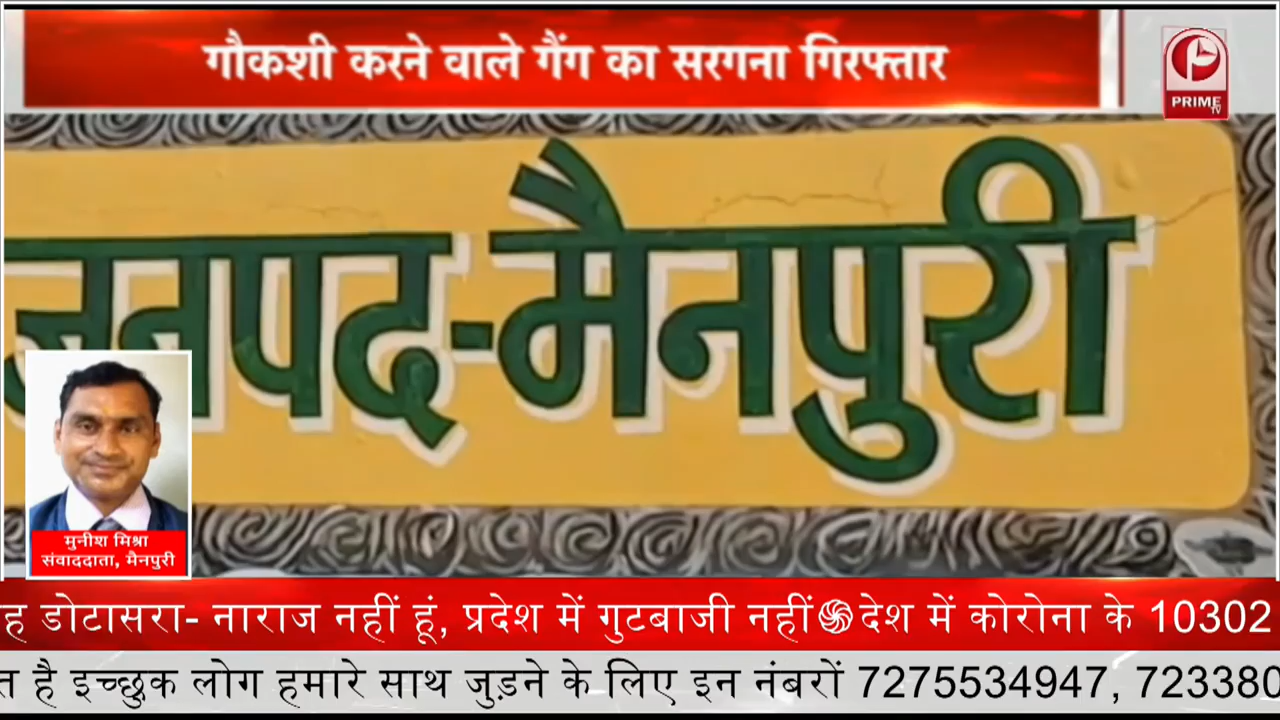 गौकशी करने वाले गैंग का सरगना गिरफ्तार
PRIME
TV
जनपद-मैनपुरी
मुनीश मिश्रा
संवाददाता, मैनपुरी
ह डोटासरा- नाराज नहीं हूं, प्रदेश में गुटबाजी नहीं देश में कोरोना के 10302
त है इच्छुक लोग हमारे साथ जुड़ने के लिए इन नंबरों 7275534947, 723380